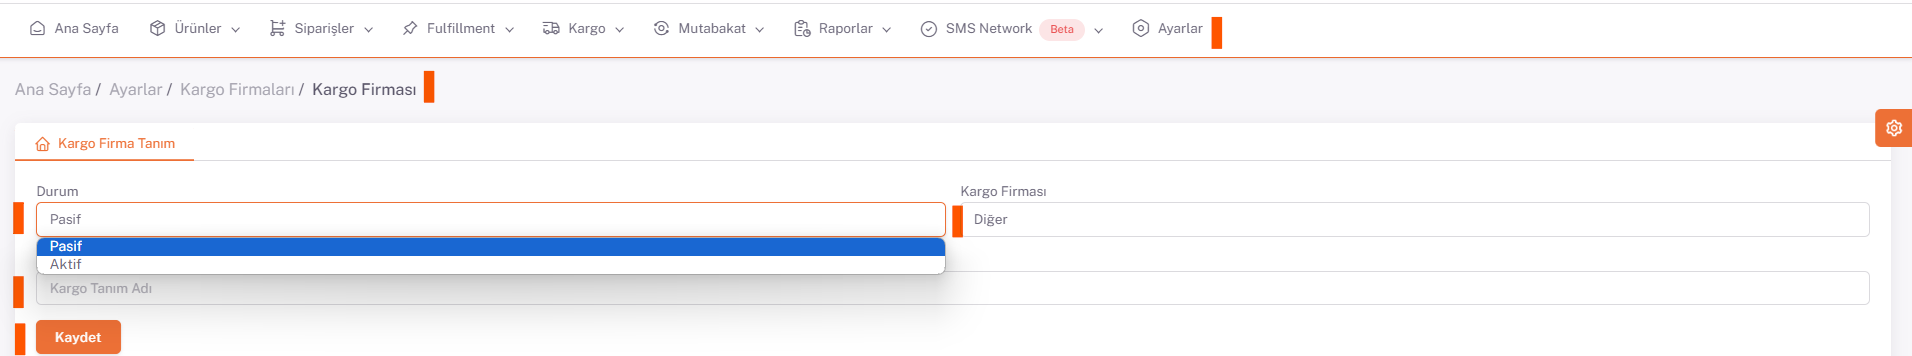 Ana Sayfa Ürünler Siparişler Fulfillment Kargo Mutabakat Raporlar SMS Network Beta Ayarlar
Ana Sayfa / Ayarlar / Kargo Firmaları / Kargo Firması
Kargo Firma Tanım
Durum Kargo Firması
Pasif Diğer
Pasif
Aktif
Kargo Tanım Adı
Kaydet